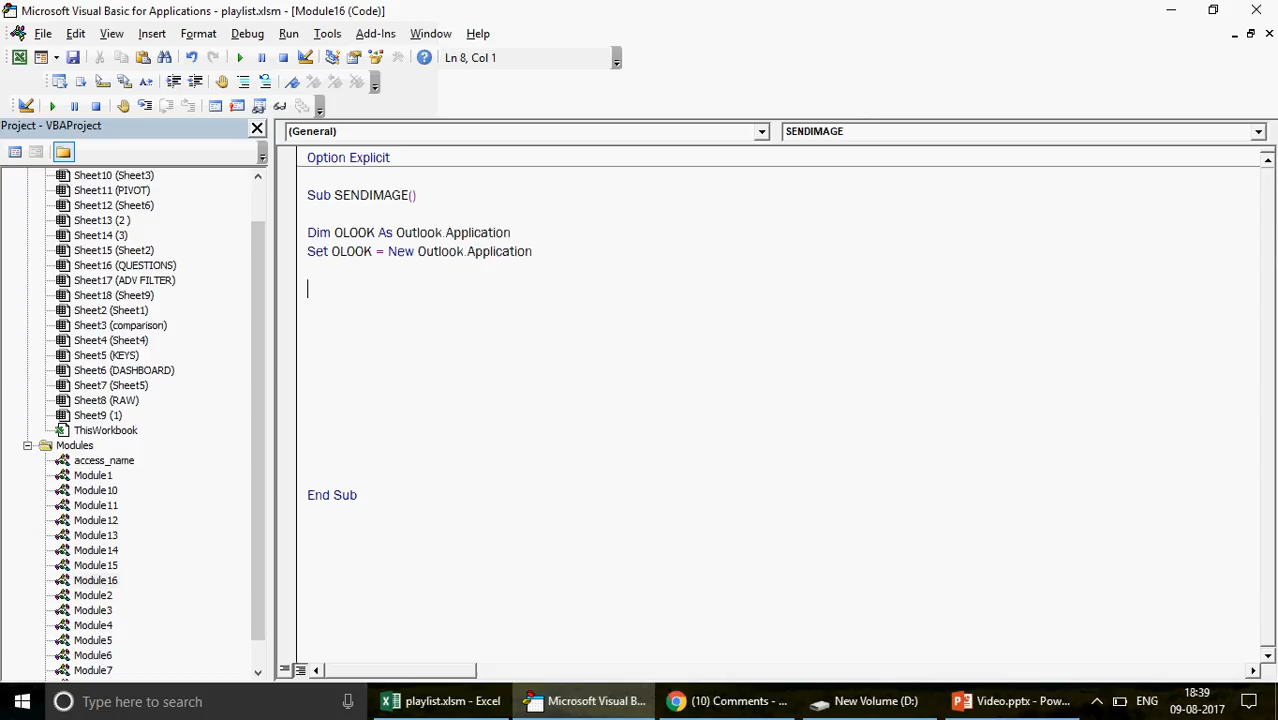 Microsoft Visual Basic for Applications - playlist.xlsm - [Module16 (Code)]
File Edit View Insert Format Debug Run Tools Add-Ins Window Help
Ln 8, Col 1
Project - VBAProject
(General)
SENDIMAGE
Sheet10 (Sheet3)
Sheet11 (PIVOT)
Sheet12 (Sheet6)
Sheet13 (2 )
Sheet14 (3)
Sheet15 (Sheet2)
Sheet16 (QUESTIONS)
Sheet17 (ADV FILTER)
Sheet18 (Sheet9)
Sheet2 (Sheet1)
Sheet3 (comparison)
Sheet4 (Sheet4)
Sheet5 (KEYS)
Sheet6 (DASHBOARD)
Sheet7 (Sheet5)
Sheet8 (RAW)
Sheet9 (1)
ThisWorkbook
Modules
access_name
Module1
Module10
Module11
Module12
Module13
Module14
Module15
Module16
Module2
Module3
Module4
Module5
Module6
Module7
Option Explicit
Sub SENDIMAGE()
Dim OLOOK As Outlook.Application
Set OLOOK = New Outlook.Application
End Sub
Type here to search
playlist.xlsm - Excel
Microsoft Visual B...
(10) Comments - ...
New Volume (D:)
Video.pptx - Pow...
ENG
18:39
09-08-2017